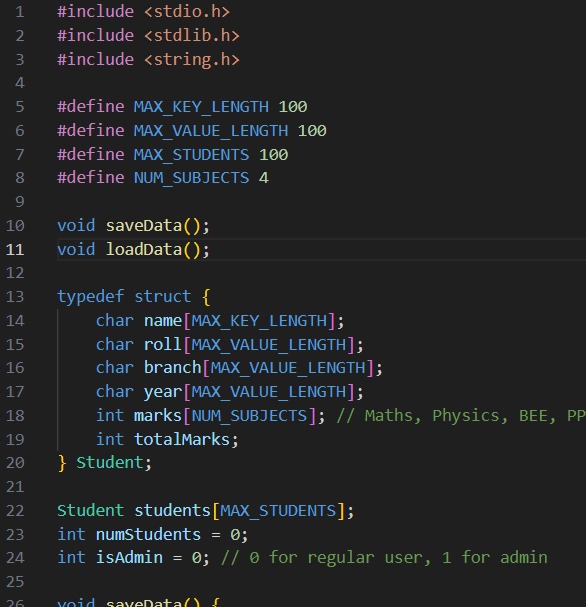 1 #include <stdio.h>
2 #include <stdlib.h>
3 #include <string.h>
4
5 #define MAX_KEY_LENGTH 100
6 #define MAX_VALUE_LENGTH 100
7 #define MAX_STUDENTS 100
8 #define NUM_SUBJECTS 4
9
10 void saveData();
11 void loadData();
12
13 typedef struct {
14     char name[MAX_KEY_LENGTH];
15     char roll[MAX_VALUE_LENGTH];
16     char branch[MAX_VALUE_LENGTH];
17     char year[MAX_VALUE_LENGTH];
18     int marks[NUM_SUBJECTS]; // Maths, Physics, BEE, PP
19     int totalMarks;
20 } Student;
21
22 Student students[MAX_STUDENTS];
23 int numStudents = 0;
24 int isAdmin = 0; // 0 for regular user, 1 for admin
25
26 void saveData() {